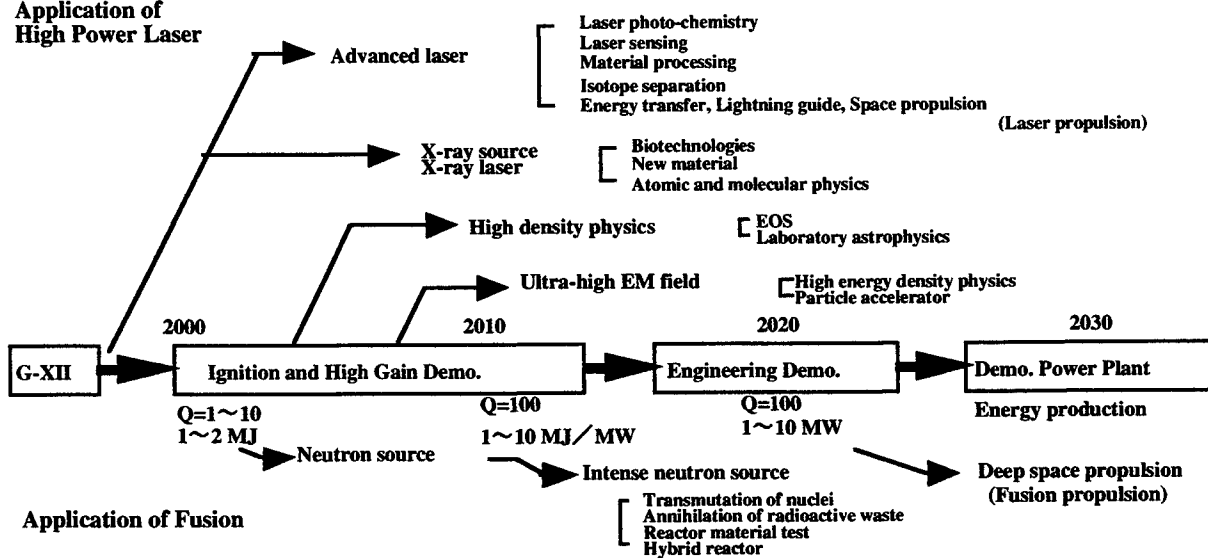 Application of
High Power Laser
Advanced laser
Laser photo-chemistry
Laser sensing
Material processing
Isotope separation
Energy transfer, Lightning guide, Space propulsion
(Laser propulsion)
X-ray source
X-ray laser
Biotechnologies
New material
Atomic and molecular physics
High density physics
EOS
Laboratory astrophysics
Ultra-high EM field
High energy density physics
Particle accelerator
2000 2010 2020 2030
G-XII Ignition and High Gain Demo. Engineering Demo. Demo. Power Plant
Q=1~10 Q=100 Q=100 Energy production
1~2 MJ 1~10 MJ/MW 1~10 MW
Neutron source
Intense neutron source
Deep space propulsion
(Fusion propulsion)
Transmutation of nuclei
Annihilation of radioactive waste
Reactor material test
Hybrid reactor
Application of Fusion